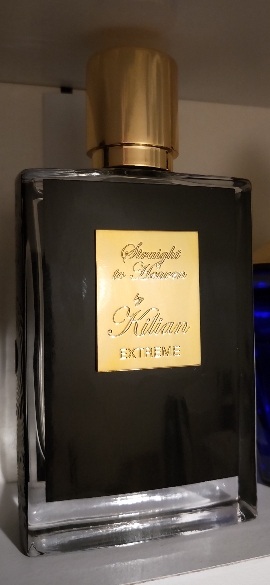 Straight
to Heaven
by
Kilian
EXTREME